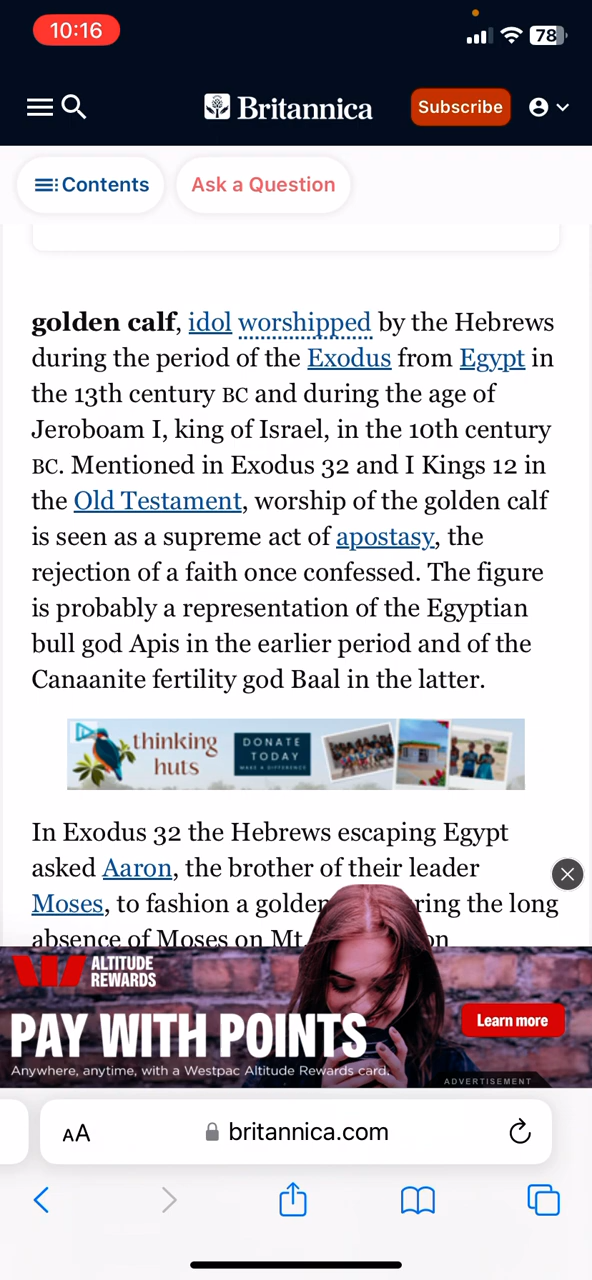 10:16
78
Britannica
Subscribe
Contents
Ask a Question
golden calf, idol worshipped by the Hebrews
during the period of the Exodus from Egypt in
the 13th century BC and during the age of
Jeroboam I, king of Israel, in the 10th century
BC. Mentioned in Exodus 32 and I Kings 12 in
the Old Testament, worship of the golden calf
is seen as a supreme act of apostasy, the
rejection of a faith once confessed. The figure
is probably a representation of the Egyptian
bull god Apis in the earlier period and of the
Canaanite fertility god Baal in the latter.
thinking
huts
DONATE
TODAY
MAKE A DIFFERENCE
In Exodus 32 the Hebrews escaping Egypt
asked Aaron, the brother of their leader
Moses, to fashion a golden ring the long
absence of Moses on Mt. on
ALTITUDE
REWARDS
PAY WITH POINTS
Learn more
Anywhere, anytime, with a Westpac Altitude Rewards card.
ADVERTISEMENT
AA
britannica.com